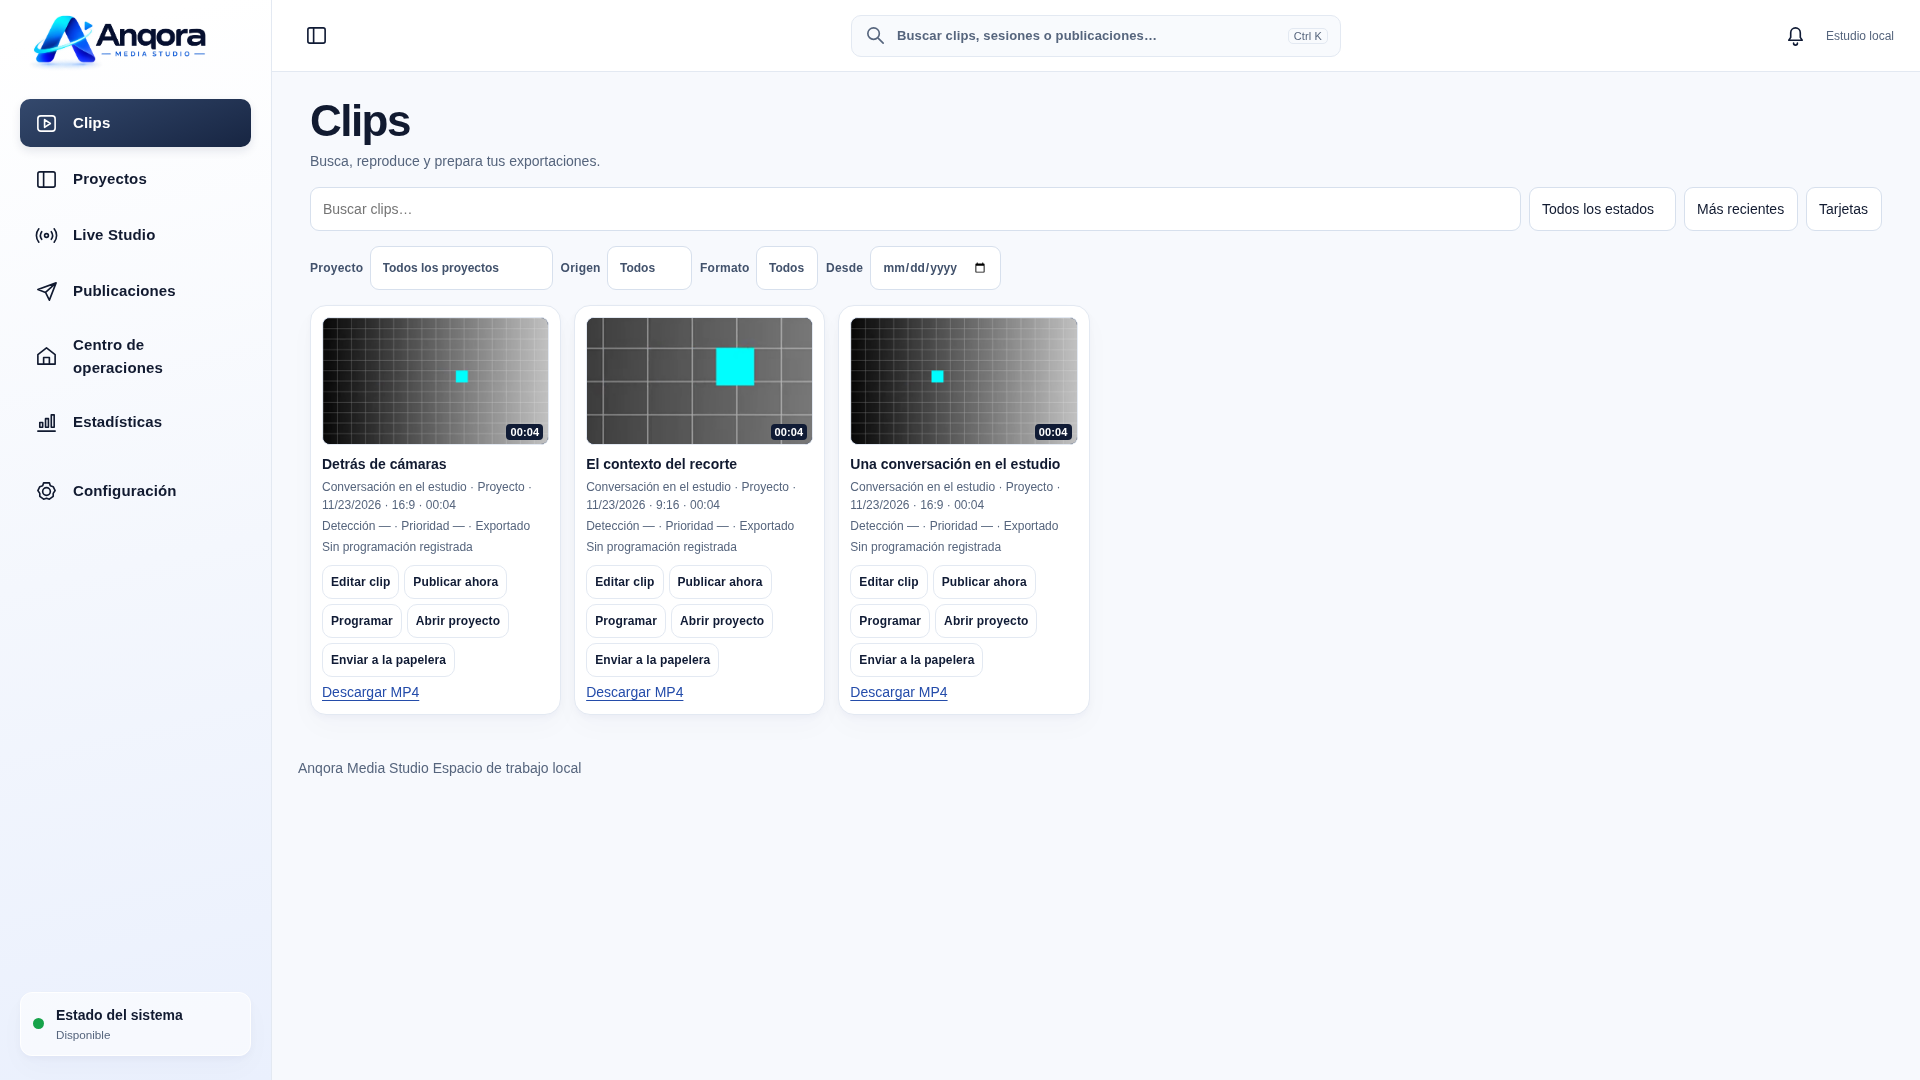 Anqora
MEDIA STUDIO
Buscar clips, sesiones o publicaciones…
Ctrl K
Estudio local
Clips
Proyectos
Live Studio
Publicaciones
Centro de
operaciones
Estadísticas
Configuración
Estado del sistema
Disponible
Clips
Busca, reproduce y prepara tus exportaciones.
Buscar clips…
Todos los estados
Más recientes
Tarjetas
Proyecto
Todos los proyectos
Origen
Todos
Formato
Todos
Desde
mm/dd/yyyy
00:04
Detrás de cámaras
Conversación en el estudio · Proyecto ·
11/23/2026 · 16:9 · 00:04
Detección — · Prioridad — · Exportado
Sin programación registrada
Editar clip
Publicar ahora
Programar
Abrir proyecto
Enviar a la papelera
Descargar MP4
00:04
El contexto del recorte
Conversación en el estudio · Proyecto ·
11/23/2026 · 9:16 · 00:04
Detección — · Prioridad — · Exportado
Sin programación registrada
Editar clip
Publicar ahora
Programar
Abrir proyecto
Enviar a la papelera
Descargar MP4
00:04
Una conversación en el estudio
Conversación en el estudio · Proyecto ·
11/23/2026 · 16:9 · 00:04
Detección — · Prioridad — · Exportado
Sin programación registrada
Editar clip
Publicar ahora
Programar
Abrir proyecto
Enviar a la papelera
Descargar MP4
Anqora Media Studio Espacio de trabajo local